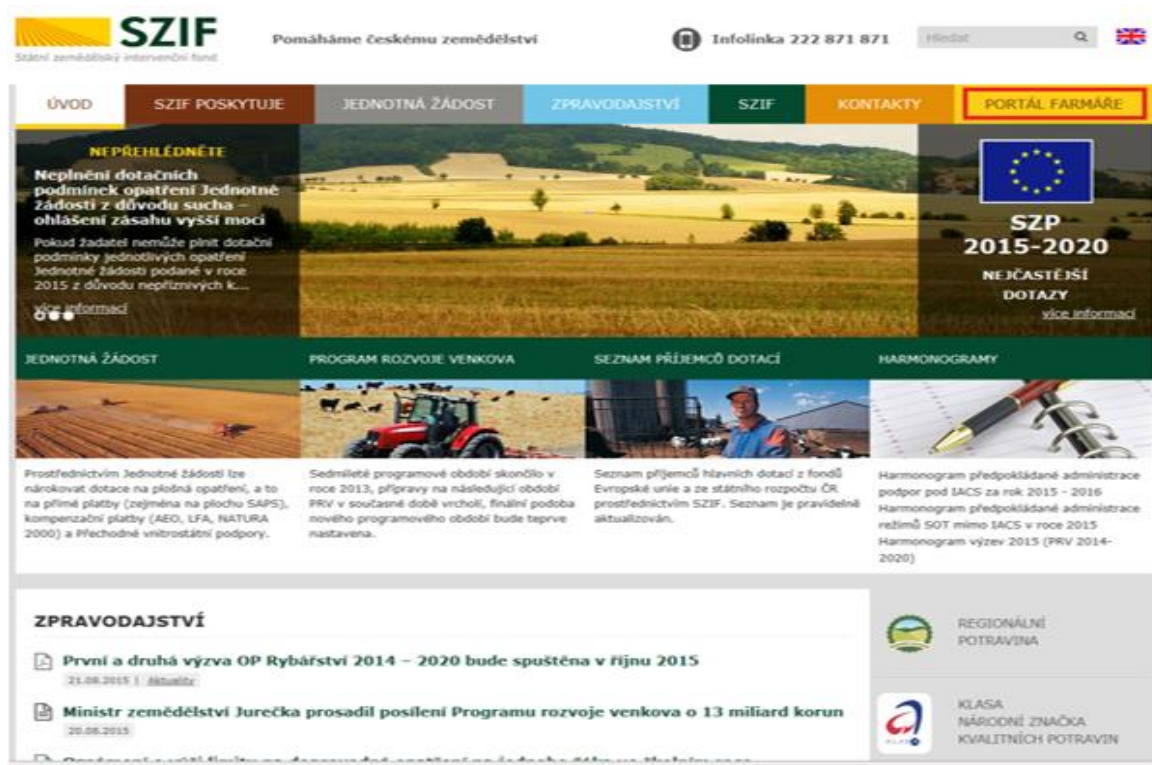 SZIF
Státní zemědělský intervenční fond
Pomáháme českému zemědělství
Infolinka 222 871 871
Hledat
ÚVOD
SZIF POSKYTUJE
JEDNOTNÁ ŽÁDOST
ZPRAVODAJSTVÍ
SZIF
KONTAKTY
PORTÁL FARMÁŘE
NEPŘEHLÉDNĚTE
Neplnění dotačních
podmínek opatření Jednotné
žádosti z důvodu sucha –
ohlášení zásahu vyšší moci
Pokud žadatel nemůže plnit dotační
podmínky jednotlivých opatření
Jednotné žádosti podané v roce
2015 z důvodu nepříznivých k...
více informací
SZP
2015-2020
NEJČASTĚJŠÍ
DOTAZY
více informací
JEDNOTNÁ ŽÁDOST
Prostřednictvím Jednotné žádosti lze
nárokovat dotace na plošná opatření, a to
na přímé platby (zejména na plochu SAPS),
kompenzační platby (AEO, LFA, NATURA
2000) a Přechodné vnitrostátní podpory.
PROGRAM ROZVOJE VENKOVA
Sedmileté programové období skončilo v
roce 2013, přípravy na následující období
PRV v současné době vrcholí, finální podoba
nového programového období bude teprve
nastavena.
SEZNAM PŘÍJEMCŮ DOTACÍ
Seznam příjemců hlavních dotací z fondů
Evropské unie a ze státního rozpočtu ČR
prostřednictvím SZIF. Seznam je pravidelně
aktualizován.
HARMONOGRAMY
Harmonogram předpokládané administrace
podpor pod IACS za rok 2015 - 2016
Harmonogram předpokládané administrace
režimů SOT mimo IACS v roce 2015
Harmonogram výzev 2015 (PRV 2014-
2020)
ZPRAVODAJSTVÍ
První a druhá výzva OP Rybářství 2014 – 2020 bude spuštěna v říjnu 2015
21.08.2015 | Aktuality
Ministr zemědělství Jurečka prosadil posílení Programu rozvoje venkova o 13 miliard korun
20.08.2015
REGIONÁLNÍ
POTRAVINA
KLASA
NÁRODNÍ ZNAČKA
KVALITNÍCH POTRAVIN